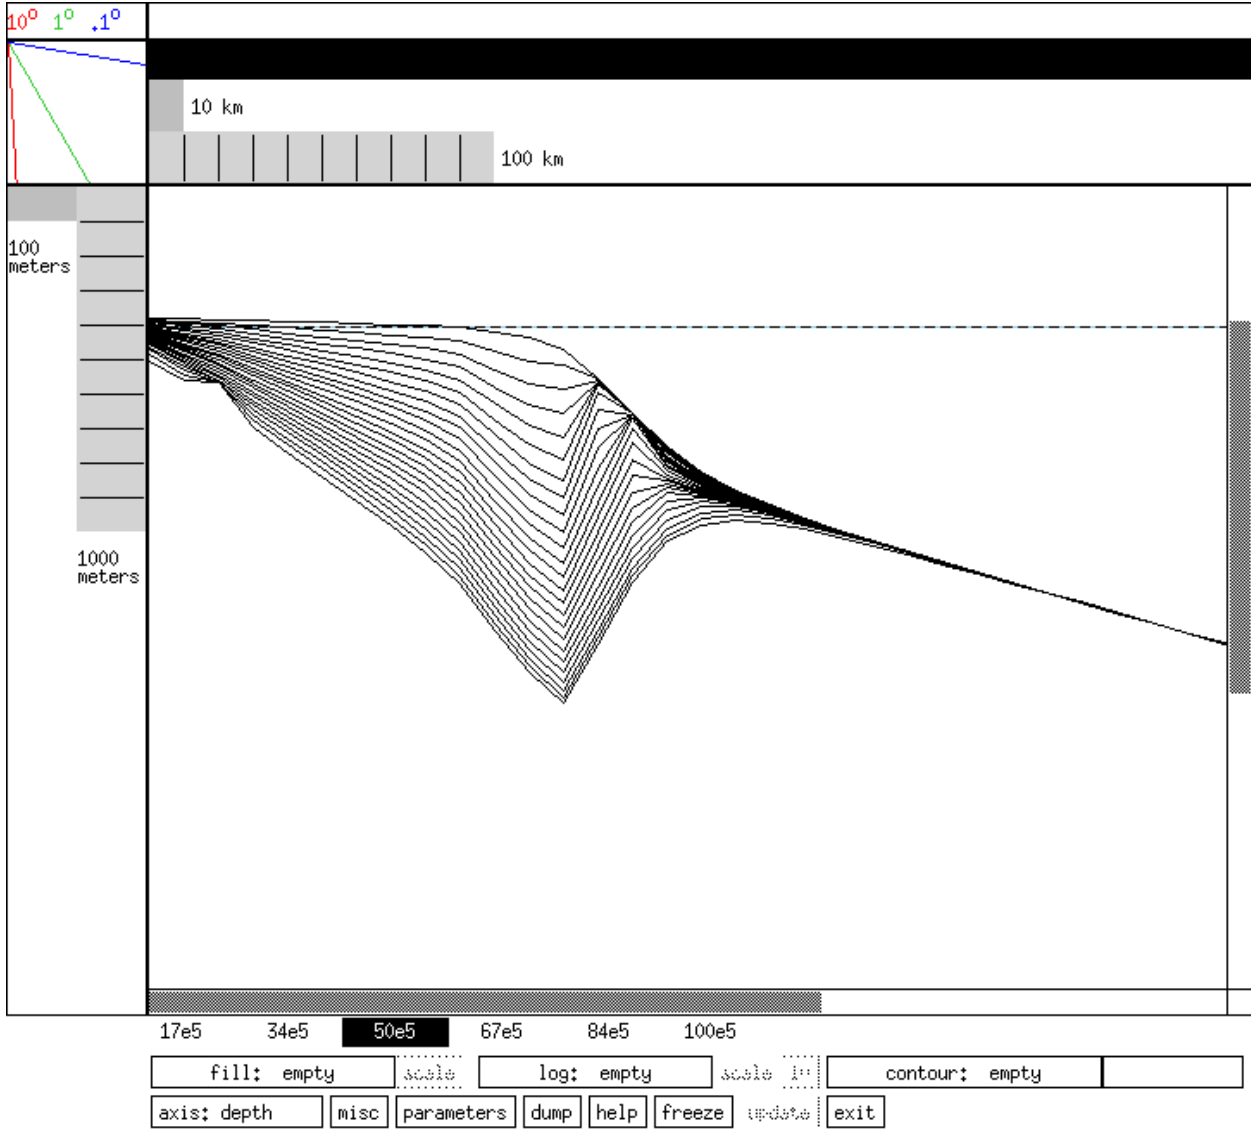 10° 1° .1°
10 km
100 km
100
meters
1000
meters
17e5 34e5 50e5 67e5 84e5 100e5
fill: empty scale log: empty scale contour: empty
axis: depth misc parameters dump help freeze update exit